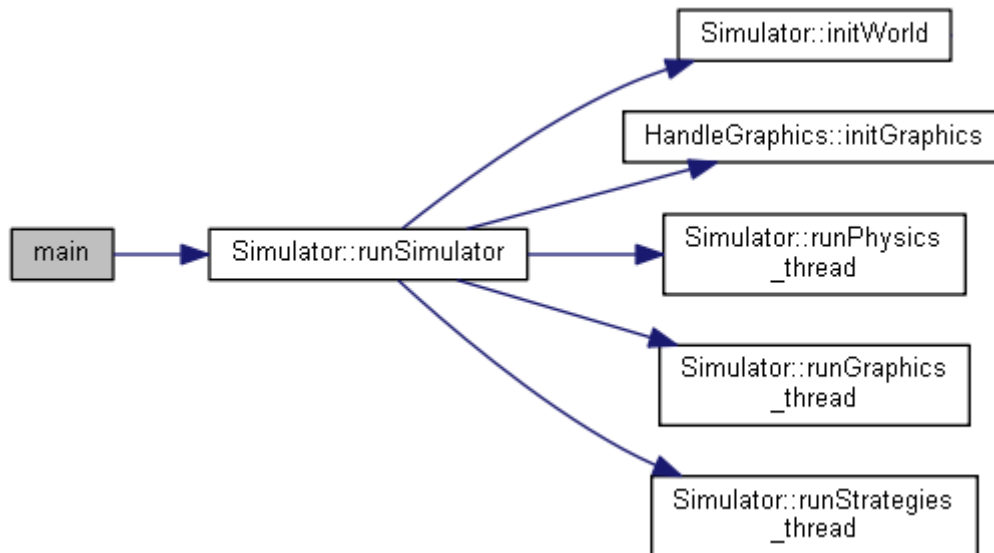 Simulator::initWorld
HandleGraphics::initGraphics
main
Simulator::runSimulator
Simulator::runPhysics
_thread
Simulator::runGraphics
_thread
Simulator::runStrategies
_thread